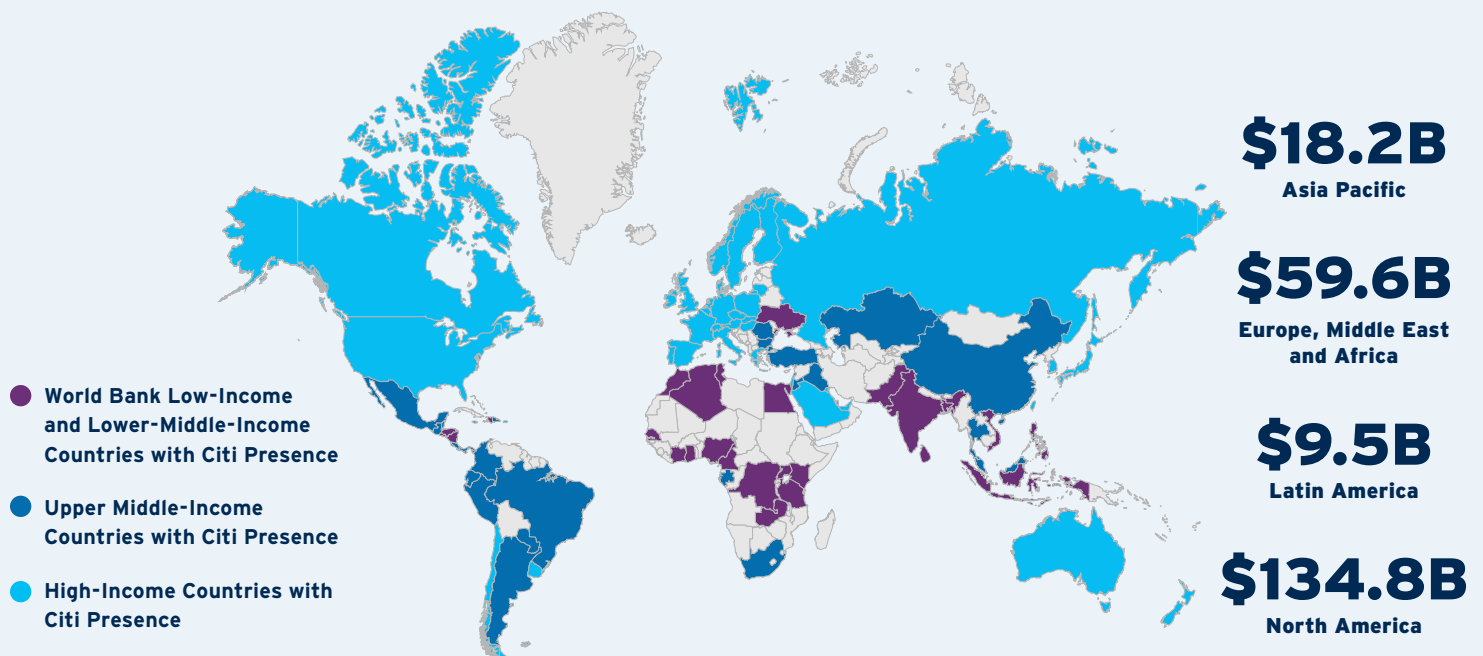 World Bank Low-Income
and Lower-Middle-Income
Countries with Citi Presence
Upper Middle-Income
Countries with Citi Presence
High-Income Countries with
Citi Presence
$18.2B
Asia Pacific
$59.6B
Europe, Middle East
and Africa
$9.5B
Latin America
$134.8B
North America